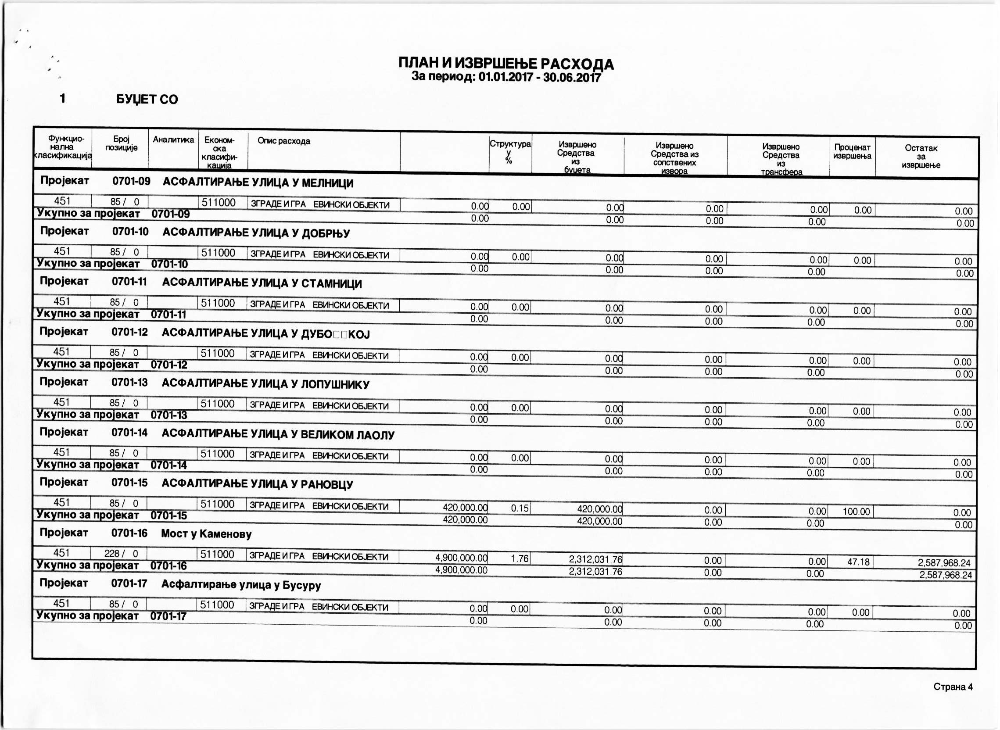 ПЛАН И ИЗВРШЕЊЕ РАСХОДА
За период: 01.01.2017 - 30.06.2017
1 БУЏЕТ СО
Функцио-
нална
класификација
Број
позиције
Аналитика
Економ-
ска
класифи-
кација
Опис расхода
Структура
у
%
Извршено
Средства
из
буџета
Извршено
Средства из
сопствених
извора
Извршено
Средства
из
трансфера
Проценат
извршења
Остатак
за
извршење
Пројекат 0701-09 АСФАЛТИРАЊЕ УЛИЦА У МЕЛНИЦИ
451 85 / 0 511000 ЗГРАДЕ И ГРА ЕВИНСКИ ОБЈЕКТИ 0.00 0.00 0.00 0.00 0.00 0.00 0.00
Укупно за пројекат 0701-09 0.00 0.00 0.00 0.00 0.00
Пројекат 0701-10 АСФАЛТИРАЊЕ УЛИЦА У ДОБРЊУ
451 85 / 0 511000 ЗГРАДЕ И ГРА ЕВИНСКИ ОБЈЕКТИ 0.00 0.00 0.00 0.00 0.00 0.00 0.00
Укупно за пројекат 0701-10 0.00 0.00 0.00 0.00 0.00
Пројекат 0701-11 АСФАЛТИРАЊЕ УЛИЦА У СТАМНИЦИ
451 85 / 0 511000 ЗГРАДЕ И ГРА ЕВИНСКИ ОБЈЕКТИ 0.00 0.00 0.00 0.00 0.00 0.00 0.00
Укупно за пројекат 0701-11 0.00 0.00 0.00 0.00 0.00
Пројекат 0701-12 АСФАЛТИРАЊЕ УЛИЦА У ДУБО□□КОЈ
451 85 / 0 511000 ЗГРАДЕ И ГРА ЕВИНСКИ ОБЈЕКТИ 0.00 0.00 0.00 0.00 0.00 0.00 0.00
Укупно за пројекат 0701-12 0.00 0.00 0.00 0.00 0.00
Пројекат 0701-13 АСФАЛТИРАЊЕ УЛИЦА У ЛОПУШНИКУ
451 85 / 0 511000 ЗГРАДЕ И ГРА ЕВИНСКИ ОБЈЕКТИ 0.00 0.00 0.00 0.00 0.00 0.00 0.00
Укупно за пројекат 0701-13 0.00 0.00 0.00 0.00 0.00
Пројекат 0701-14 АСФАЛТИРАЊЕ УЛИЦА У ВЕЛИКОМ ЛАОЛУ
451 85 / 0 511000 ЗГРАДЕ И ГРА ЕВИНСКИ ОБЈЕКТИ 0.00 0.00 0.00 0.00 0.00 0.00 0.00
Укупно за пројекат 0701-14 0.00 0.00 0.00 0.00 0.00
Пројекат 0701-15 АСФАЛТИРАЊЕ УЛИЦА У РАНОВЦУ
451 85 / 0 511000 ЗГРАДЕ И ГРА ЕВИНСКИ ОБЈЕКТИ 420,000.00 0.15 420,000.00 0.00 0.00 100.00 0.00
Укупно за пројекат 0701-15 420,000.00 420,000.00 0.00 0.00 0.00
Пројекат 0701-16 Мост у Каменову
451 228 / 0 511000 ЗГРАДЕ И ГРА ЕВИНСКИ ОБЈЕКТИ 4,900,000.00 1.76 2,312,031.76 0.00 0.00 47.18 2,587,968.24
Укупно за пројекат 0701-16 4,900,000.00 2,312,031.76 0.00 0.00 2,587,968.24
Пројекат 0701-17 Асфалтирање улица у Бусуру
451 85 / 0 511000 ЗГРАДЕ И ГРА ЕВИНСКИ ОБЈЕКТИ 0.00 0.00 0.00 0.00 0.00 0.00 0.00
Укупно за пројекат 0701-17 0.00 0.00 0.00 0.00 0.00
Страна 4